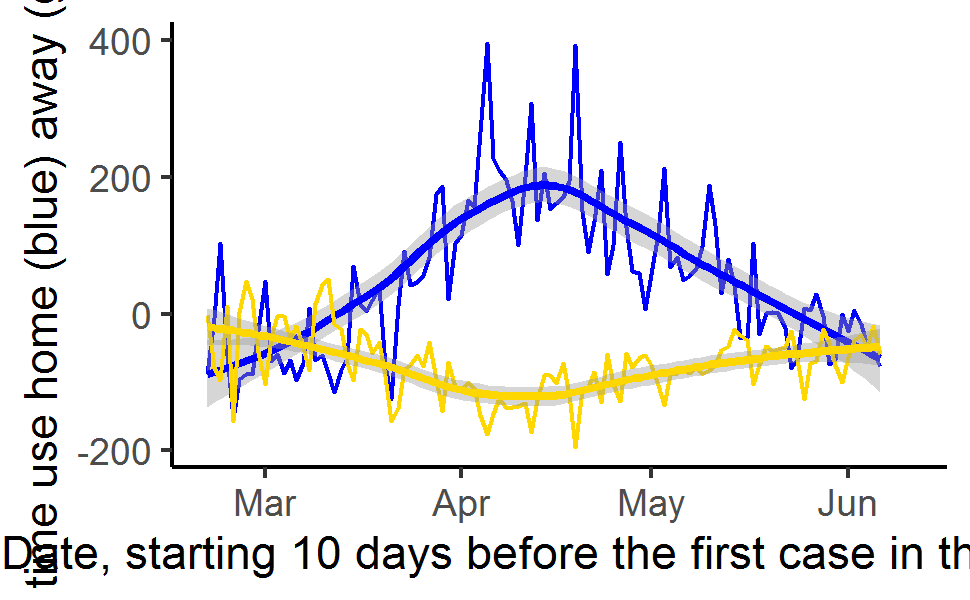 time use home (blue) away (g
400
200
0
-200
Mar Apr May Jun
Date, starting 10 days before the first case in th